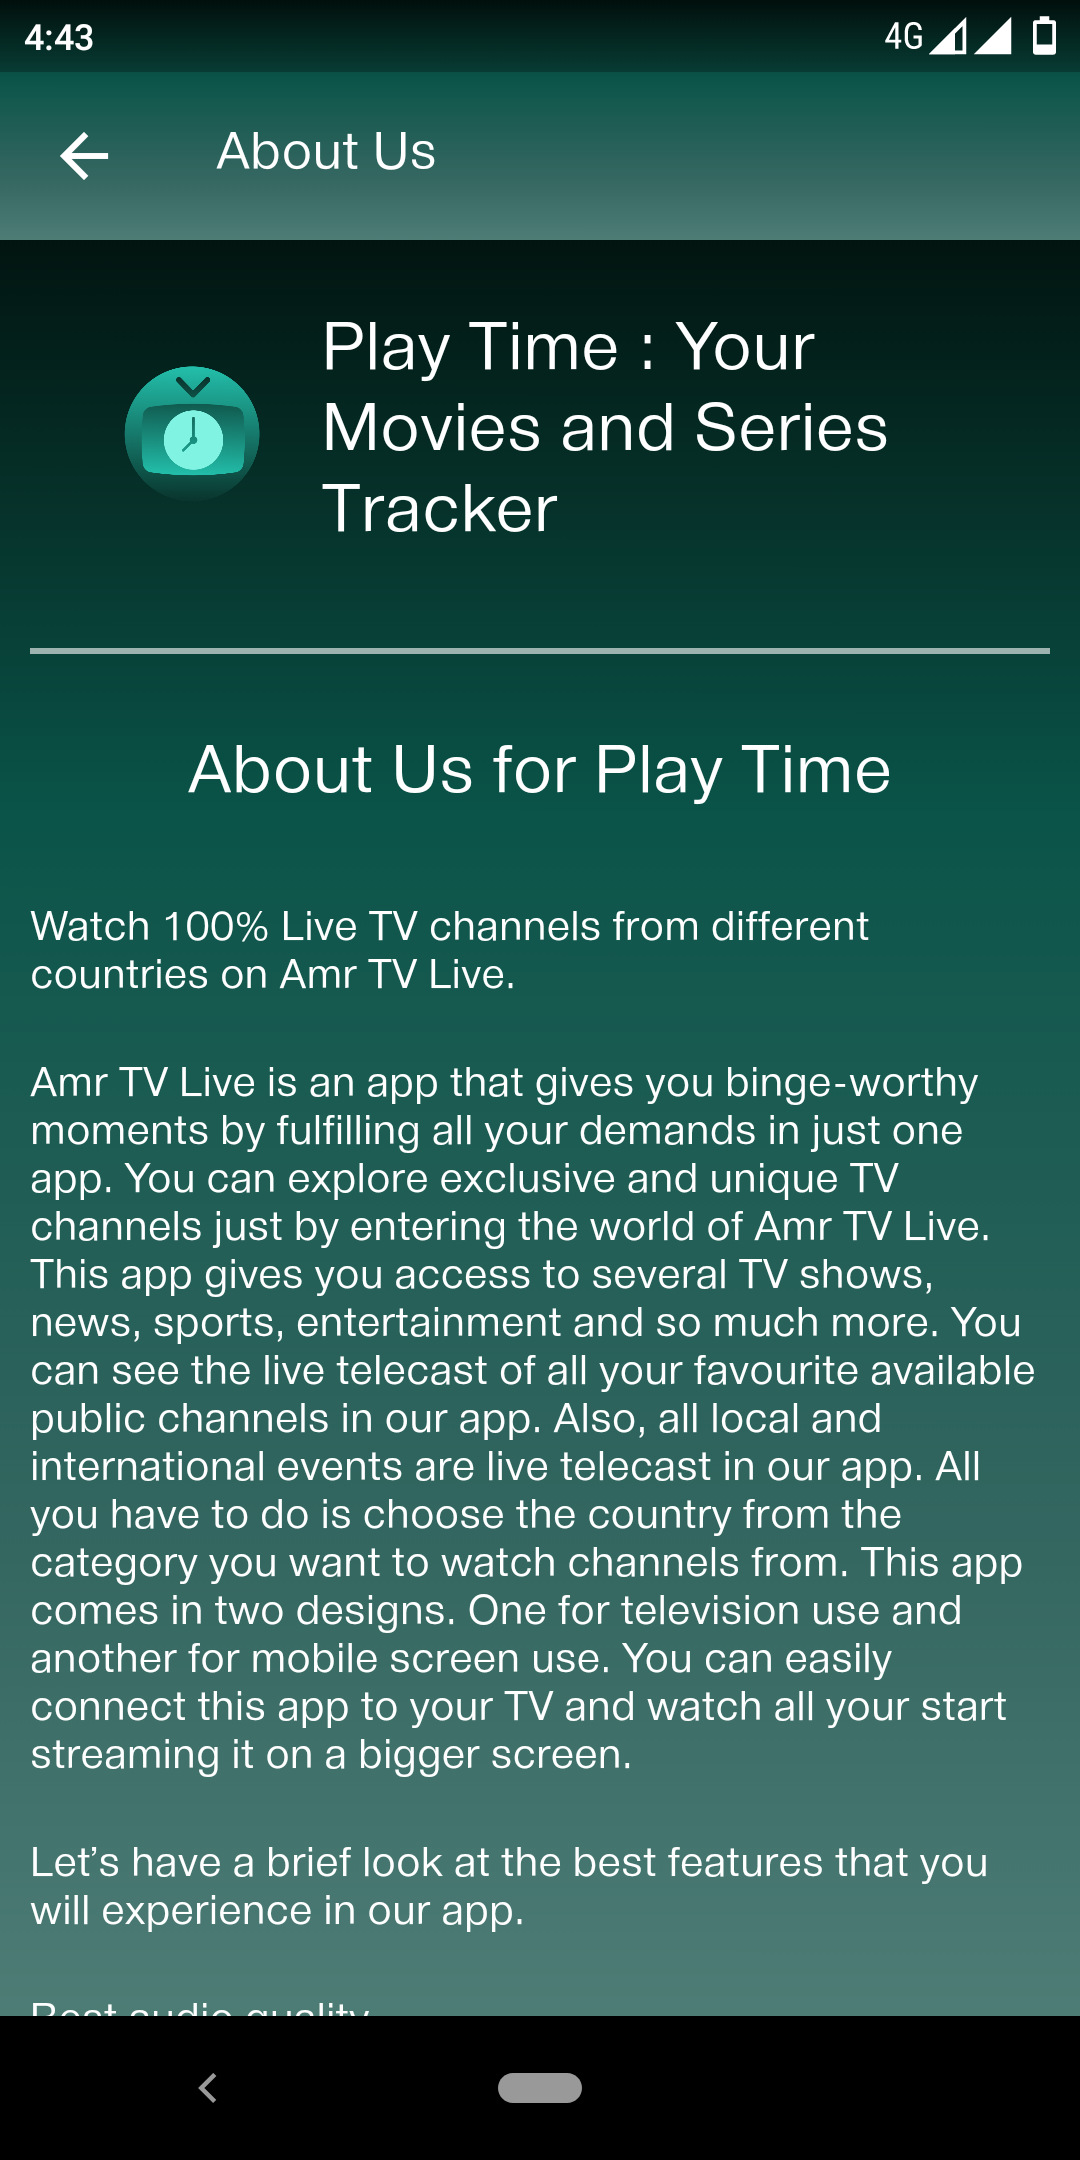 4:43
4G
About Us
Play Time : Your
Movies and Series
Tracker
About Us for Play Time
Watch 100% Live TV channels from different
countries on Amr TV Live.
Amr TV Live is an app that gives you binge-worthy
moments by fulfilling all your demands in just one
app. You can explore exclusive and unique TV
channels just by entering the world of Amr TV Live.
This app gives you access to several TV shows,
news, sports, entertainment and so much more. You
can see the live telecast of all your favourite available
public channels in our app. Also, all local and
international events are live telecast in our app. All
you have to do is choose the country from the
category you want to watch channels from. This app
comes in two designs. One for television use and
another for mobile screen use. You can easily
connect this app to your TV and watch all your start
streaming it on a bigger screen.
Let’s have a brief look at the best features that you
will experience in our app.
Best audio quality